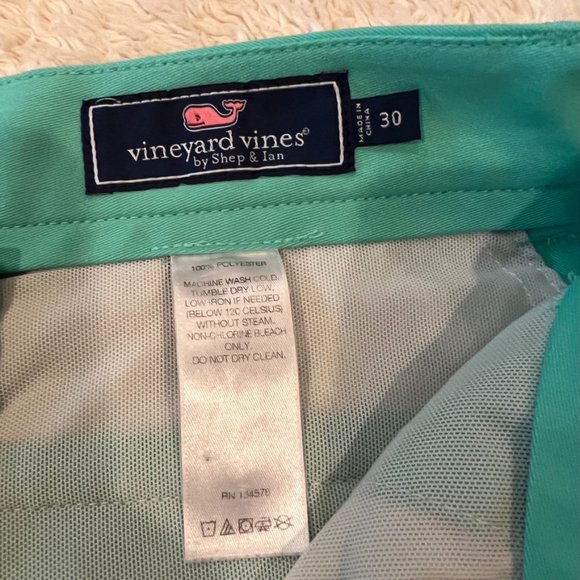 vineyard vines®
by Shep & Ian
MADE IN
CHINA
30
100% POLYESTER
MACHINE WASH COLD.
TUMBLE DRY LOW.
LOW IRON IF NEEDED
(BELOW 120 CELSIUS)
WITHOUT STEAM.
NON-CHLORINE BLEACH
ONLY.
DO NOT DRY CLEAN.
RN 134576